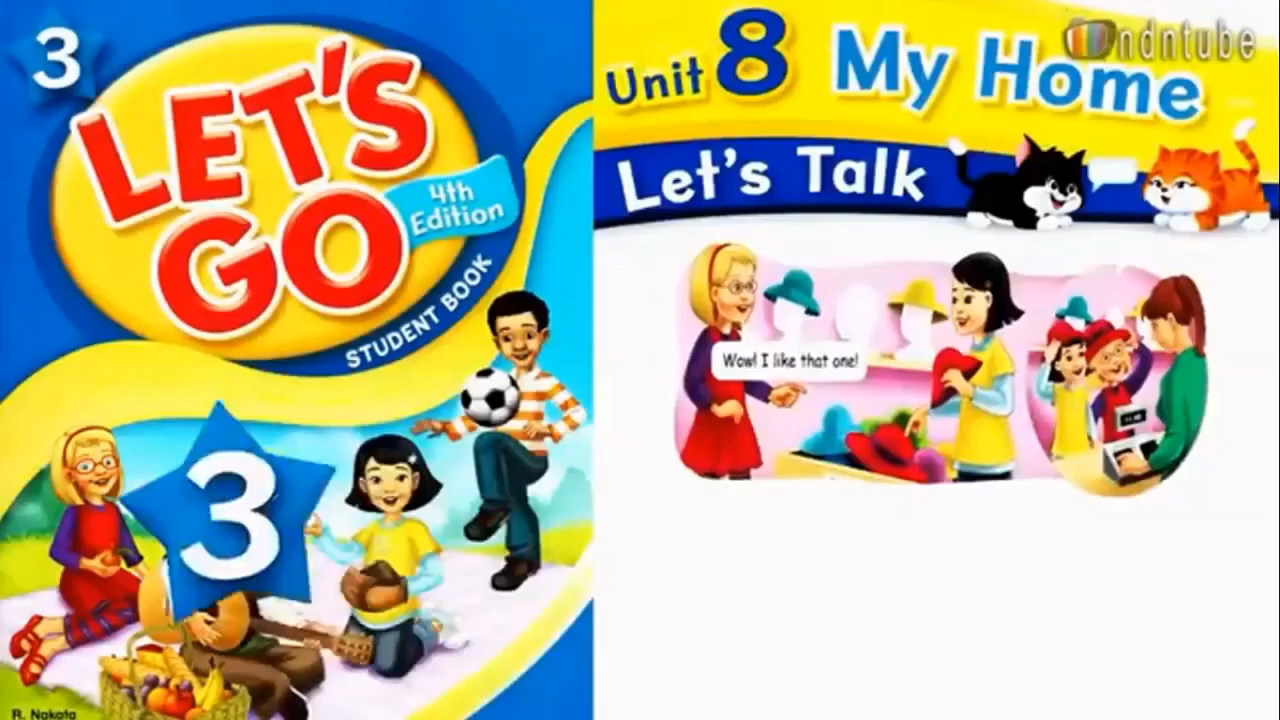 3
LET'S
GO
4th
Edition
STUDENT BOOK
3
R. Nakata
ndntube
Unit 8 My Home
Let's Talk
Wow! I like that one!